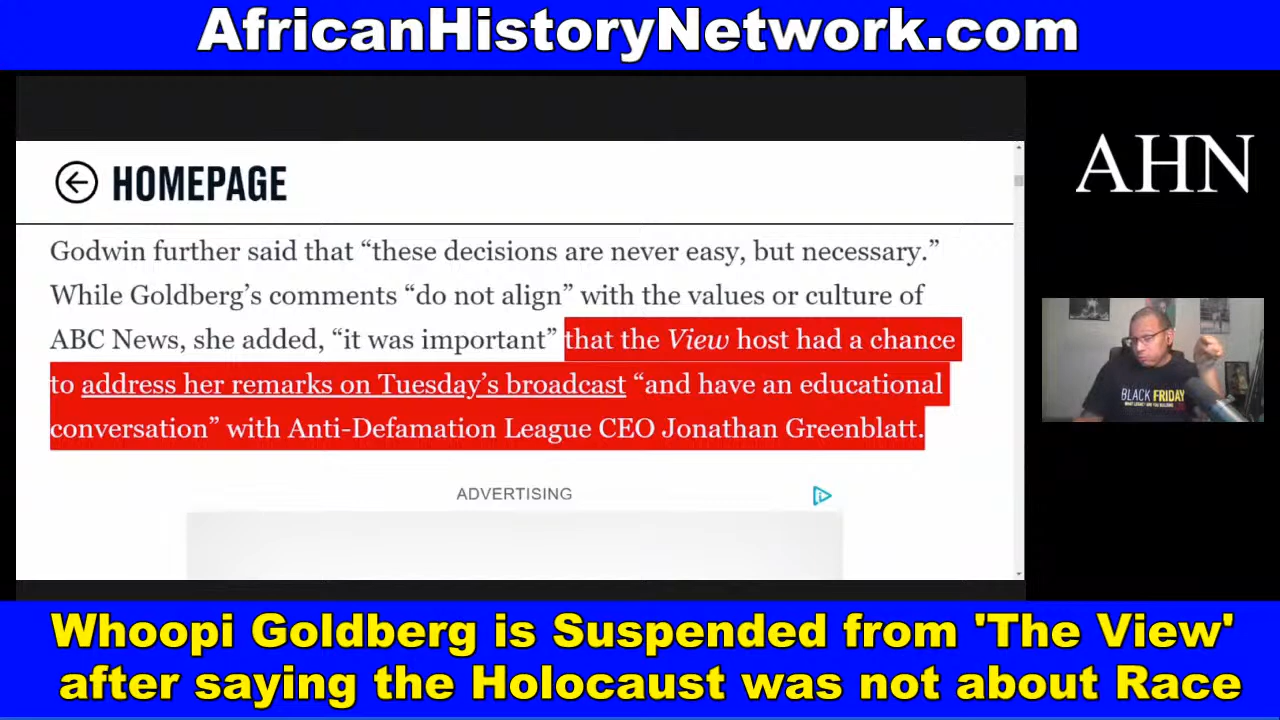 AfricanHistoryNetwork.com
AHN
HOMEPAGE
Godwin further said that “these decisions are never easy, but necessary.”
While Goldberg’s comments “do not align” with the values or culture of
ABC News, she added, “it was important” that the View host had a chance
to address her remarks on Tuesday’s broadcast “and have an educational
conversation” with Anti-Defamation League CEO Jonathan Greenblatt.
ADVERTISING
BLACK FRIDAY
Whoopi Goldberg is Suspended from 'The View'
after saying the Holocaust was not about Race